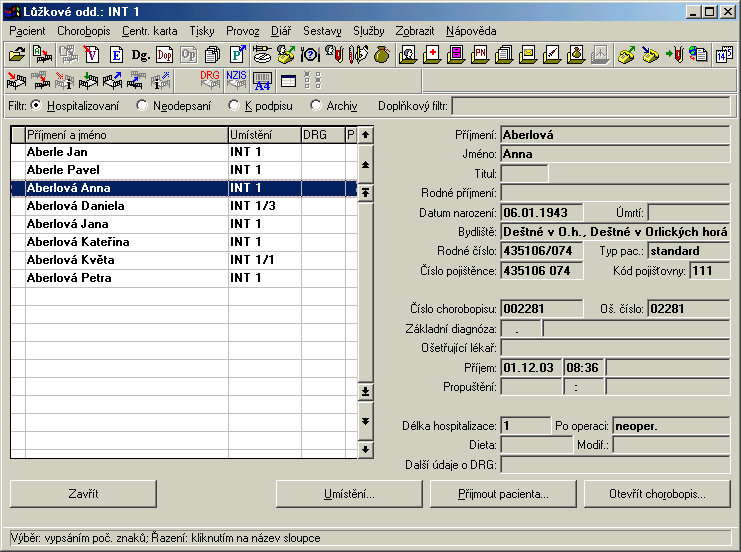 Lůžkové odd.: INT 1
Pacient Chorobopis Centr. karta Tisky Provoz Diář Sestavy Služby Zobrazit Nápověda
V E Dg. Dop Op P PN
DRG NZIS A4
Filtr: Hospitalizovaní Neodepsaní K podpisu Archiv Doplňkový filtr:
Příjmení a jméno Umístění DRG P
Aberle Jan INT 1
Aberle Pavel INT 1
Aberlová Anna INT 1
Aberlová Daniela INT 1/3
Aberlová Jana INT 1
Aberlová Kateřina INT 1
Aberlová Květa INT 1/1
Aberlová Petra INT 1
Příjmení: Aberlová
Jméno: Anna
Titul:
Rodné příjmení:
Datum narození: 06.01.1943 Úmrtí:
Bydliště: Deštné v O.h., Deštné v Orlických horá
Rodné číslo: 435106/074 Typ pac.: standard
Číslo pojištěnce: 435106 074 Kód pojišťovny: 111
Číslo chorobopisu: 002281 Oš. číslo: 02281
Základní diagnóza: .
Ošetřující lékař:
Příjem: 01.12.03 08:36
Propuštění: :
Délka hospitalizace: 1 Po operaci: neoper.
Dieta: Modif.:
Další údaje o DRG:
Zavřít Umístění... Přijmout pacienta... Otevřít chorobopis...
Výběr: vypsáním poč. znaků; Řazení: kliknutím na název sloupce